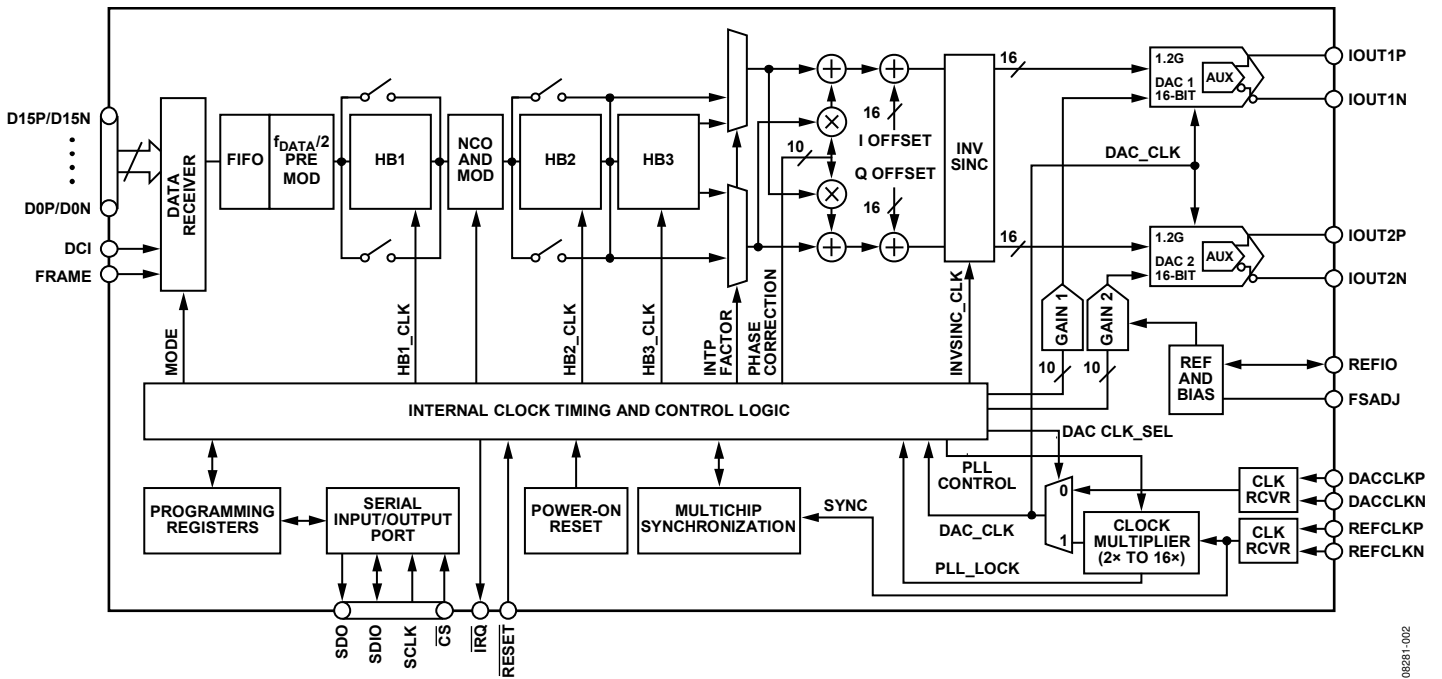 D15P/D15N
D0P/D0N
DCI
FRAME
DATA
RECEIVER
FIFO
fDATA/2
PRE
MOD
HB1
NCO
AND
MOD
HB2
HB3
10
16
I OFFSET
Q OFFSET
16
INV
SINC
16
16
1.2G
DAC 1
16-BIT
AUX
DAC_CLK
1.2G
DAC 2
16-BIT
AUX
IOUT1P
IOUT1N
IOUT2P
IOUT2N
REFIO
FSADJ
MODE
HB1_CLK
HB2_CLK
HB3_CLK
INTP
FACTOR
PHASE
CORRECTION
INVSINC_CLK
GAIN 1
GAIN 2
10
10
REF
AND
BIAS
INTERNAL CLOCK TIMING AND CONTROL LOGIC
DAC CLK_SEL
PLL
CONTROL
0
1
DAC_CLK
PLL_LOCK
PROGRAMMING
REGISTERS
SERIAL
INPUT/OUTPUT
PORT
POWER-ON
RESET
MULTICHIP
SYNCHRONIZATION
SYNC
CLOCK
MULTIPLIER
(2× TO 16×)
CLK
RCVR
CLK
RCVR
DACCLKP
DACCLKN
REFCLKP
REFCLKN
SDO
SDIO
SCLK
CS
IRQ
RESET
08281-002